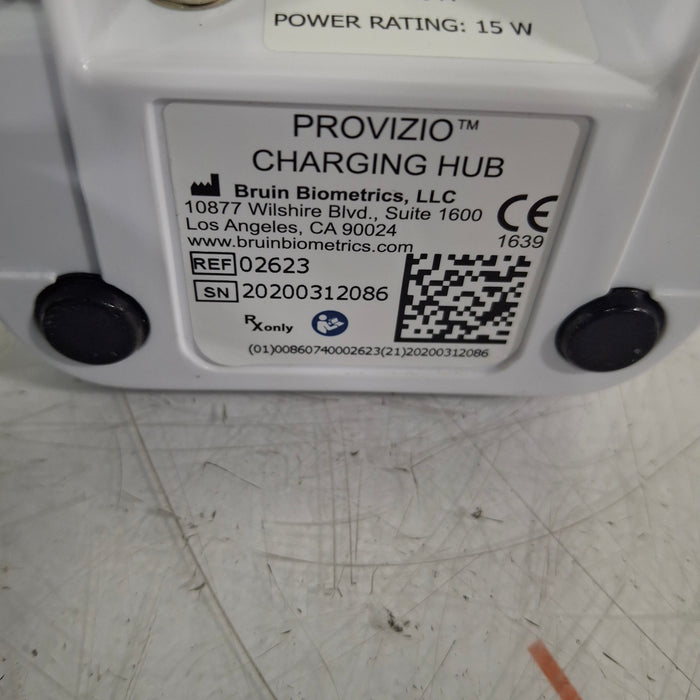 POWER RATING: 15 W
PROVIZIO™
CHARGING HUB
Bruin Biometrics, LLC
10877 Wilshire Blvd., Suite 1600
Los Angeles, CA 90024
www.bruinbiometrics.com
CE
1639
REF 02623
SN 20200312086
Rx only
(01)00860740002623(21)20200312086